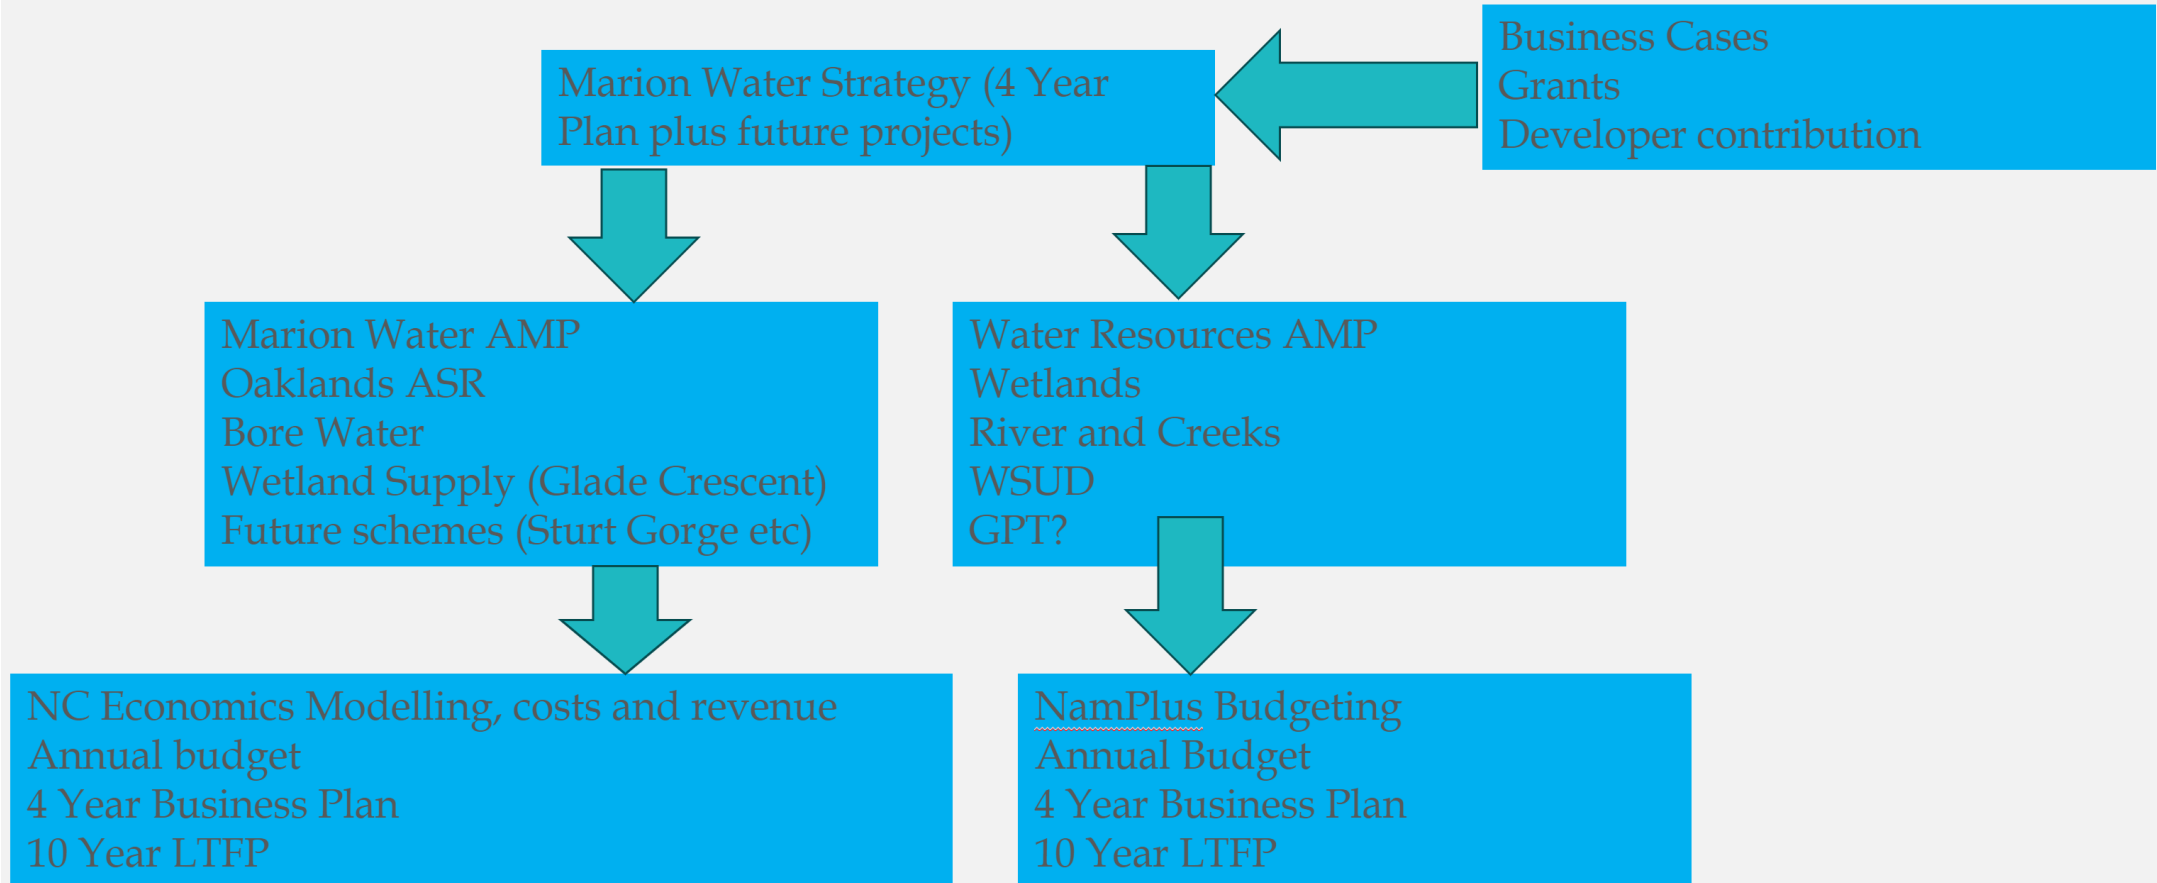 Business Cases
Grants
Developer contribution
Marion Water Strategy (4 Year
Plan plus future projects)
Marion Water AMP
Oaklands ASR
Bore Water
Wetland Supply (Glade Crescent)
Future schemes (Sturt Gorge etc)
Water Resources AMP
Wetlands
River and Creeks
WSUD
GPT?
NC Economics Modelling, costs and revenue
Annual budget
4 Year Business Plan
10 Year LTFP
NamPlus Budgeting
Annual Budget
4 Year Business Plan
10 Year LTFP